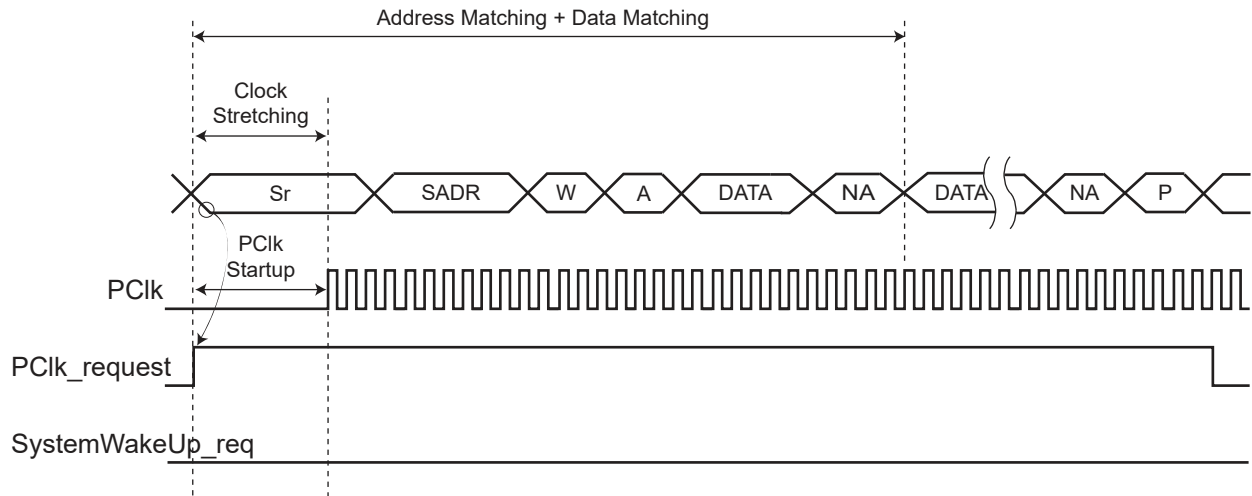 Address Matching + Data Matching
Clock
Stretching
Sr SADR W A DATA NA DATA NA P
PClk
Startup
PClk
PClk_request
SystemWakeUp_req